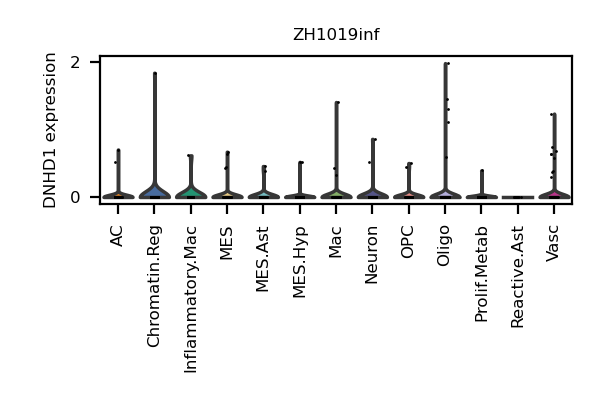 ZH1019inf
DNHD1 expression
2
0
AC
Chromatin.Reg
Inflammatory.Mac
MES
MES.Ast
MES.Hyp
Mac
Neuron
OPC
Oligo
Prolif.Metab
Reactive.Ast
Vasc